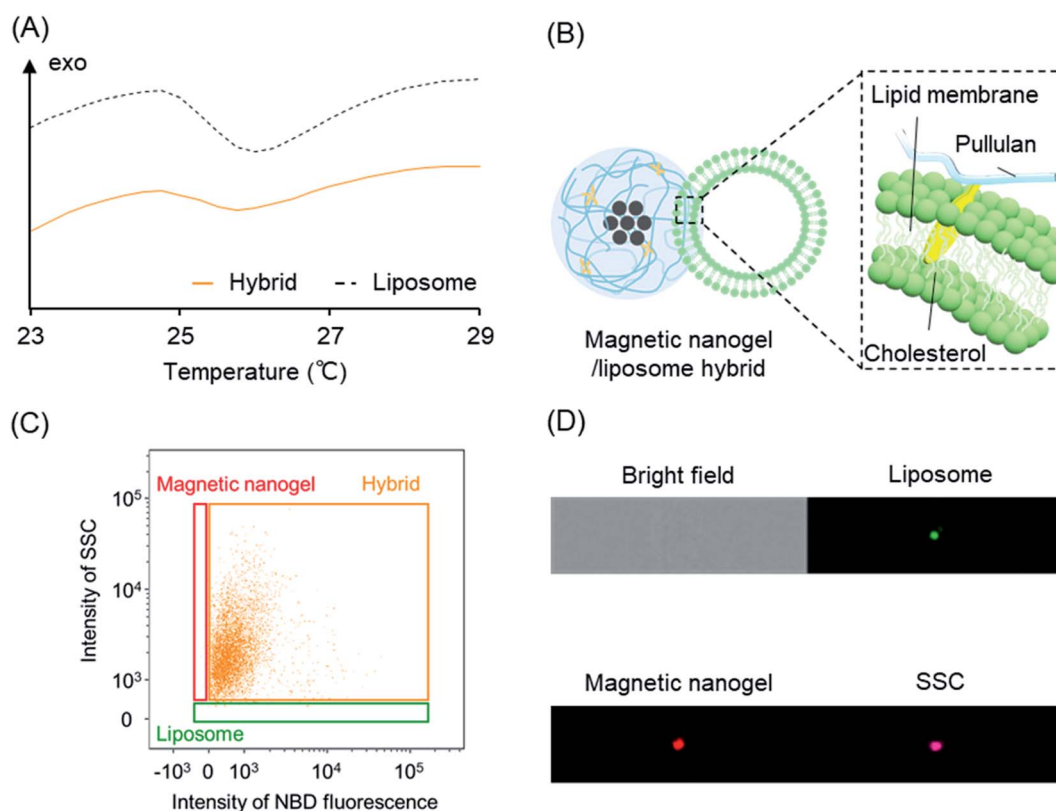 (A)
exo
Hybrid
Liposome
23
25
27
29
Temperature (℃)
(B)
Lipid membrane
Pullulan
Cholesterol
Magnetic nanogel
/liposome hybrid
(C)
Magnetic nanogel
Hybrid
Liposome
Intensity of SSC
10⁵
10⁴
10³
0
-10³
0
10³
10⁴
10⁵
Intensity of NBD fluorescence
(D)
Bright field
Liposome
Magnetic nanogel
SSC